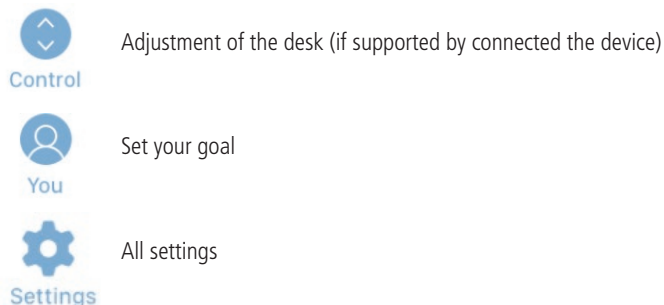 Adjustment of the desk (if supported by connected the device)
Control
Set your goal
You
All settings
Settings